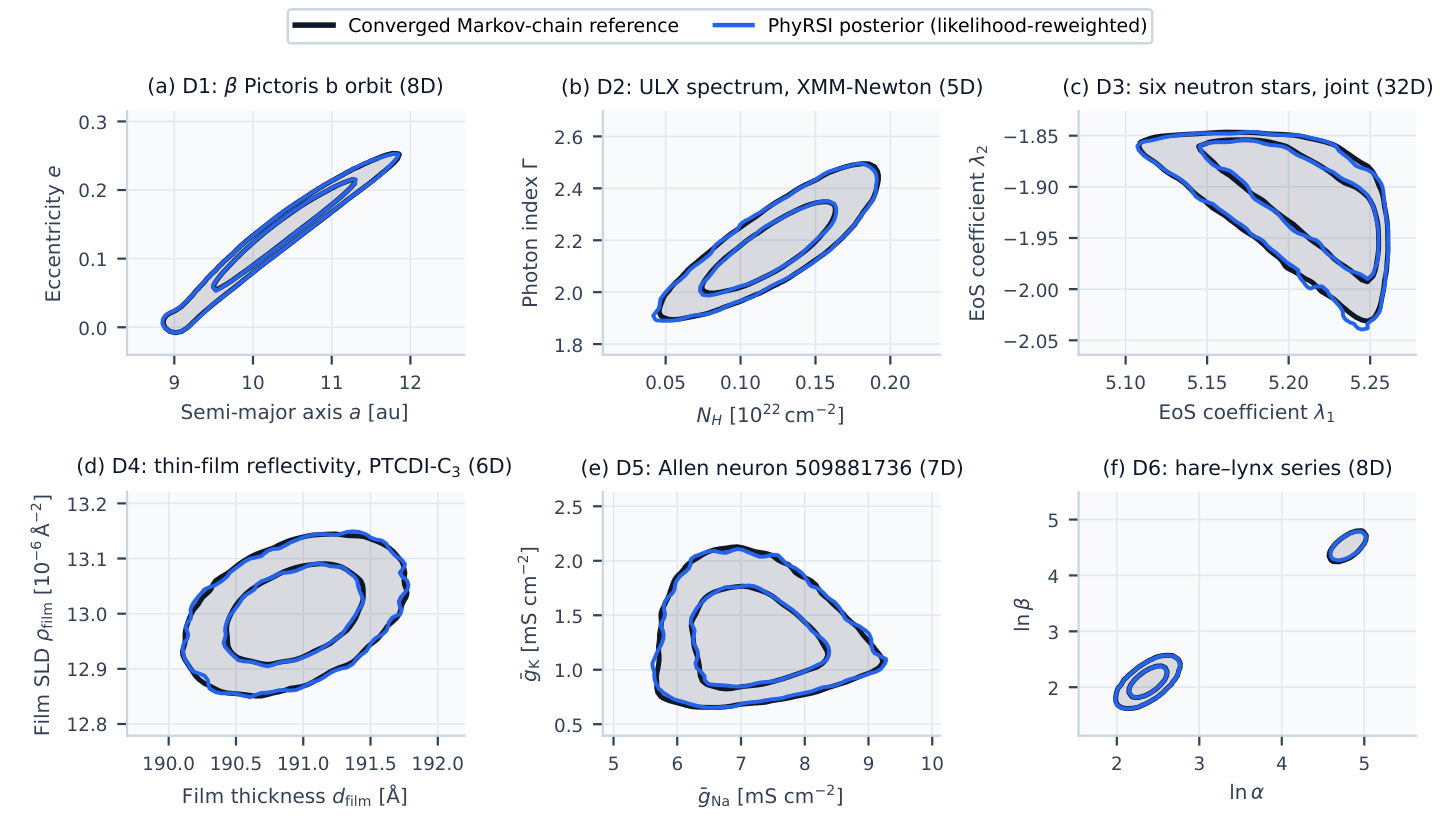 Converged Markov-chain reference
PhyRSI posterior (likelihood-reweighted)
(a) D1: β Pictoris b orbit (8D)
0.3
0.2
0.1
0.0
Eccentricity e
9
10
11
12
Semi-major axis a [au]
(b) D2: ULX spectrum, XMM-Newton (5D)
2.6
2.4
2.2
2.0
1.8
Photon index Γ
0.05
0.10
0.15
0.20
N_H [10²² cm⁻²]
(c) D3: six neutron stars, joint (32D)
−1.85
−1.90
−1.95
−2.00
−2.05
EoS coefficient λ₂
5.10
5.15
5.20
5.25
EoS coefficient λ₁
(d) D4: thin-film reflectivity, PTCDI-C₃ (6D)
13.2
13.1
13.0
12.9
12.8
Film SLD ρ_film [10⁻⁶ Å⁻²]
190.0
190.5
191.0
191.5
192.0
Film thickness d_film [Å]
(e) D5: Allen neuron 509881736 (7D)
2.5
2.0
1.5
1.0
0.5
ḡ_K [mS cm⁻²]
5
6
7
8
9
10
ḡ_Na [mS cm⁻²]
(f) D6: hare–lynx series (8D)
5
4
3
2
ln β
2
3
4
5
ln α